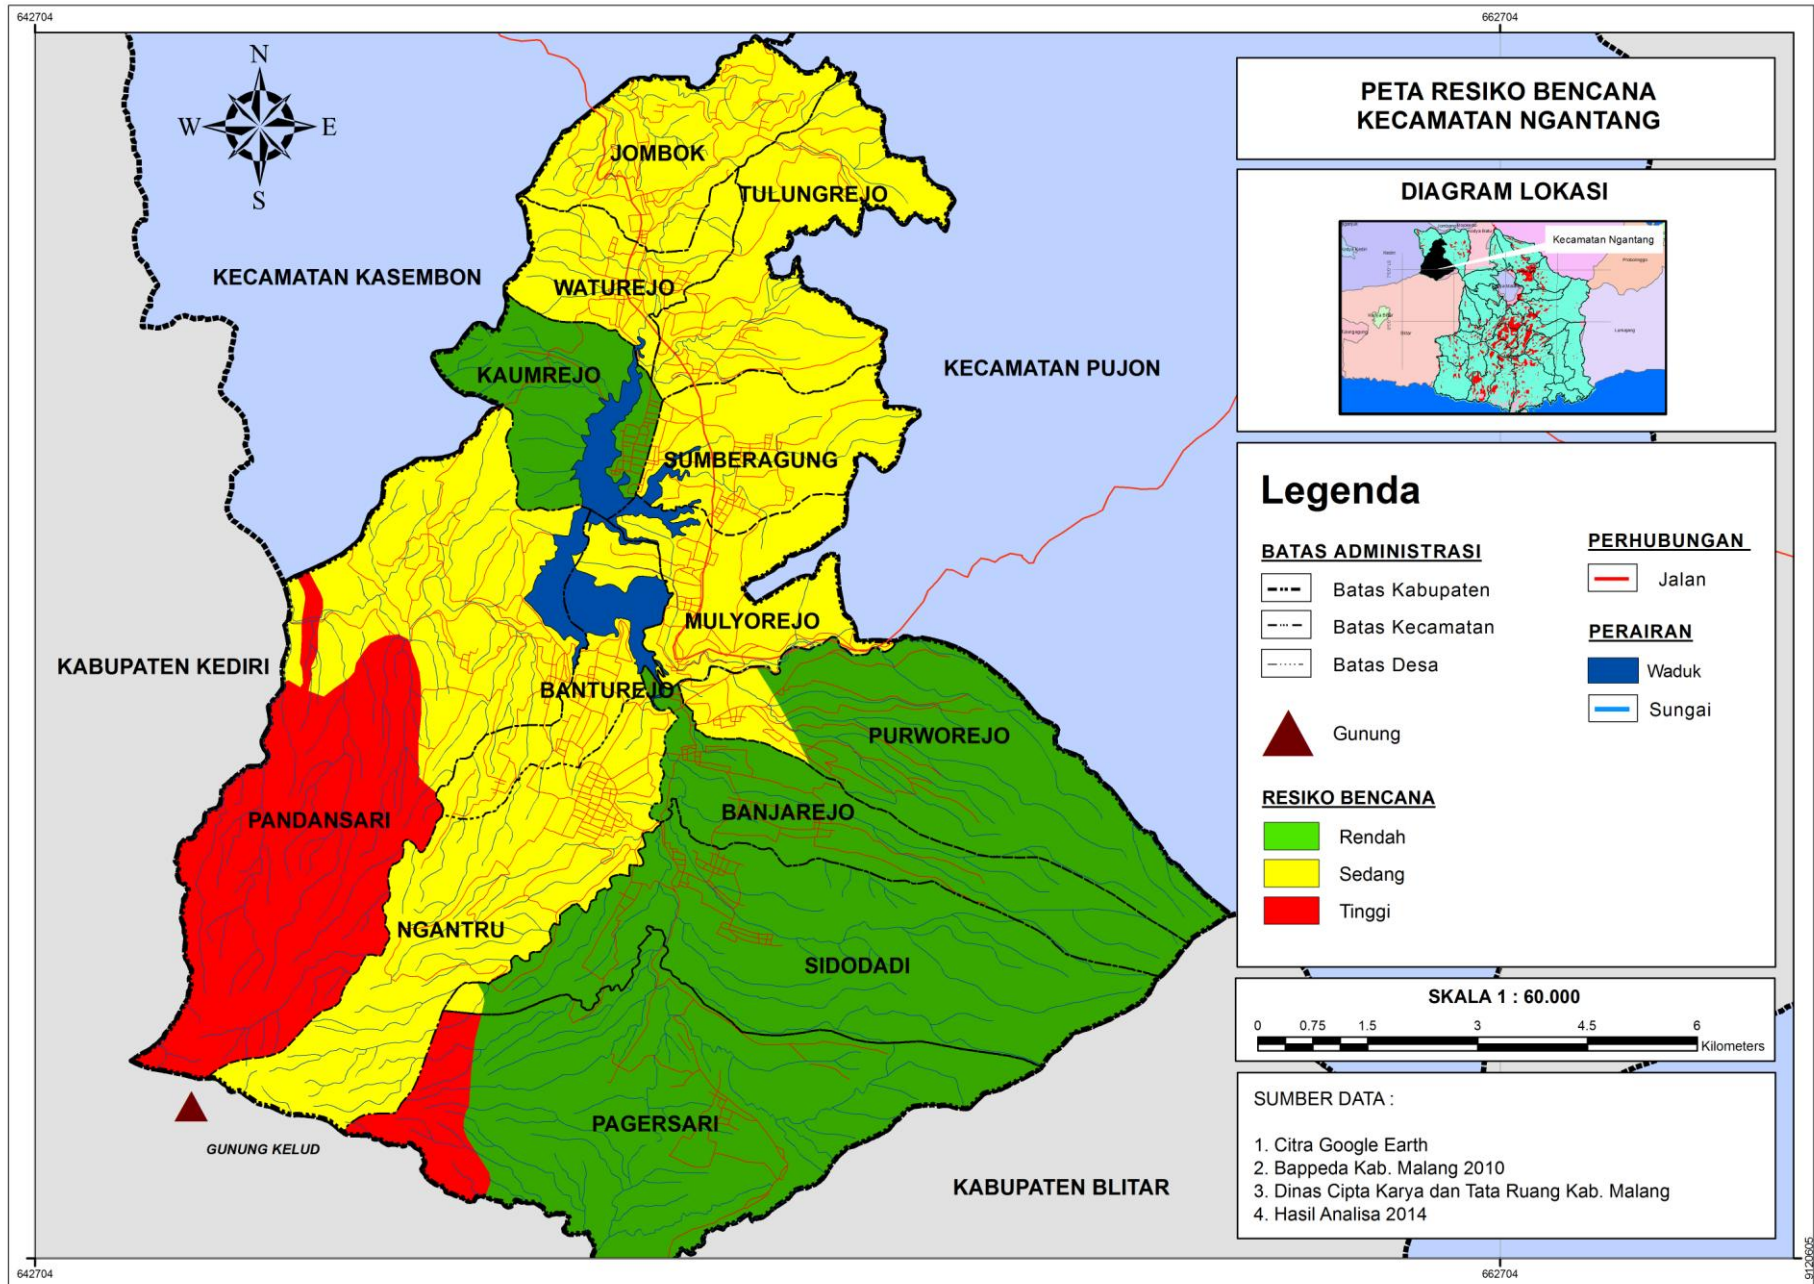 642704
662704
N
W
E
S
PETA RESIKO BENCANA
KECAMATAN NGANTANG
DIAGRAM LOKASI
Kecamatan Ngantang
JOMBOK
TULUNGREJO
KECAMATAN KASEMBON
WATUREJO
KECAMATAN PUJON
KAUMREJO
SUMBERAGUNG
MULYOREJO
KABUPATEN KEDIRI
BANTUREJO
PURWOREJO
PANDANSARI
BANJAREJO
NGANTRU
SIDODADI
PAGERSARI
GUNUNG KELUD
KABUPATEN BLITAR
Legenda
BATAS ADMINISTRASI
Batas Kabupaten
Batas Kecamatan
Batas Desa
Gunung
RESIKO BENCANA
Rendah
Sedang
Tinggi
PERHUBUNGAN
Jalan
PERAIRAN
Waduk
Sungai
SKALA 1 : 60.000
0 0.75 1.5 3 4.5 6
Kilometers
SUMBER DATA :
1. Citra Google Earth
2. Bappeda Kab. Malang 2010
3. Dinas Cipta Karya dan Tata Ruang Kab. Malang
4. Hasil Analisa 2014
642704
662704
9120605